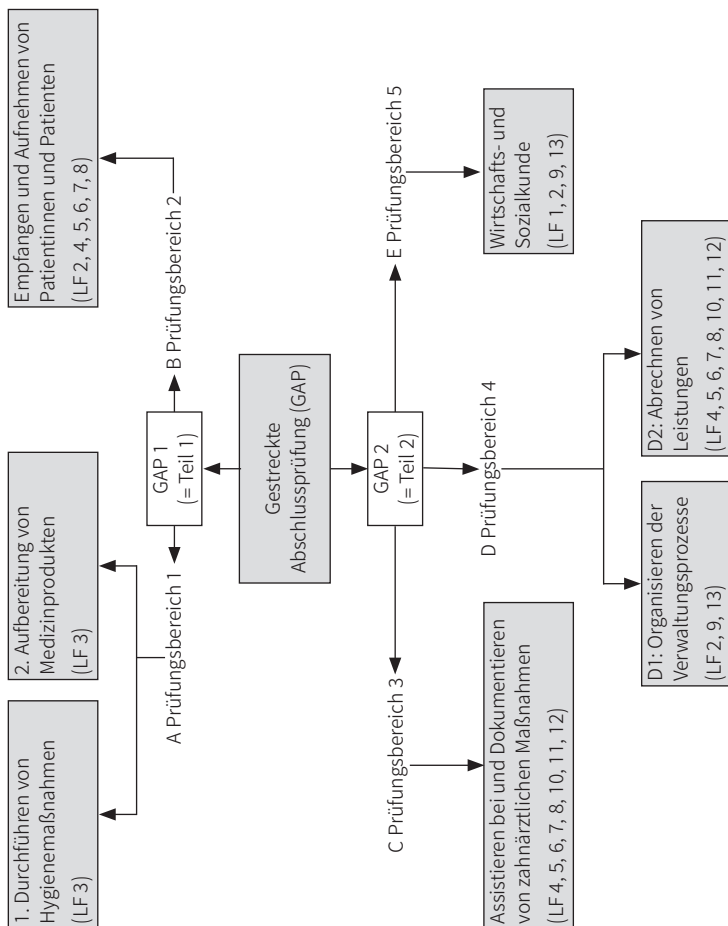 1. Durchführen von
Hygienemaßnahmen
(LF 3)
2. Aufbereitung von
Medizinprodukten
(LF 3)
A Prüfungsbereich 1
GAP 1
(= Teil 1)
B Prüfungsbereich 2
Empfangen und Aufnehmen von
Patientinnen und Patienten
(LF 2, 4, 5, 6, 7, 8)
Gestreckte
Abschlussprüfung (GAP)
GAP 2
(= Teil 2)
C Prüfungsbereich 3
Assistieren bei und Dokumentieren
von zahnärztlichen Maßnahmen
(LF 4, 5, 6, 7, 8, 10, 11, 12)
D Prüfungsbereich 4
D1: Organisieren der
Verwaltungsprozesse
(LF 2, 9, 13)
D2: Abrechnen von
Leistungen
(LF 4, 5, 6, 7, 8, 10, 11, 12)
E Prüfungsbereich 5
Wirtschafts- und
Sozialkunde
(LF 1, 2, 9, 13)